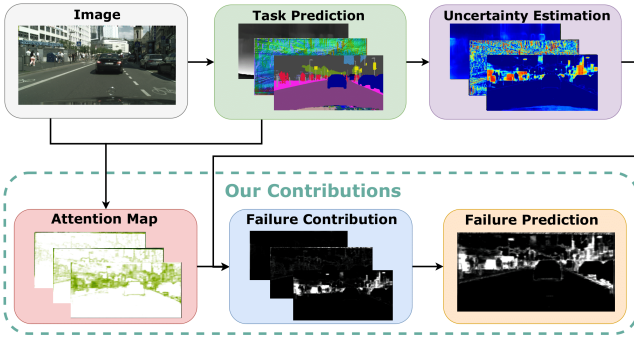 Image
Task Prediction
Uncertainty Estimation
Our Contributions
Attention Map
Failure Contribution
Failure Prediction